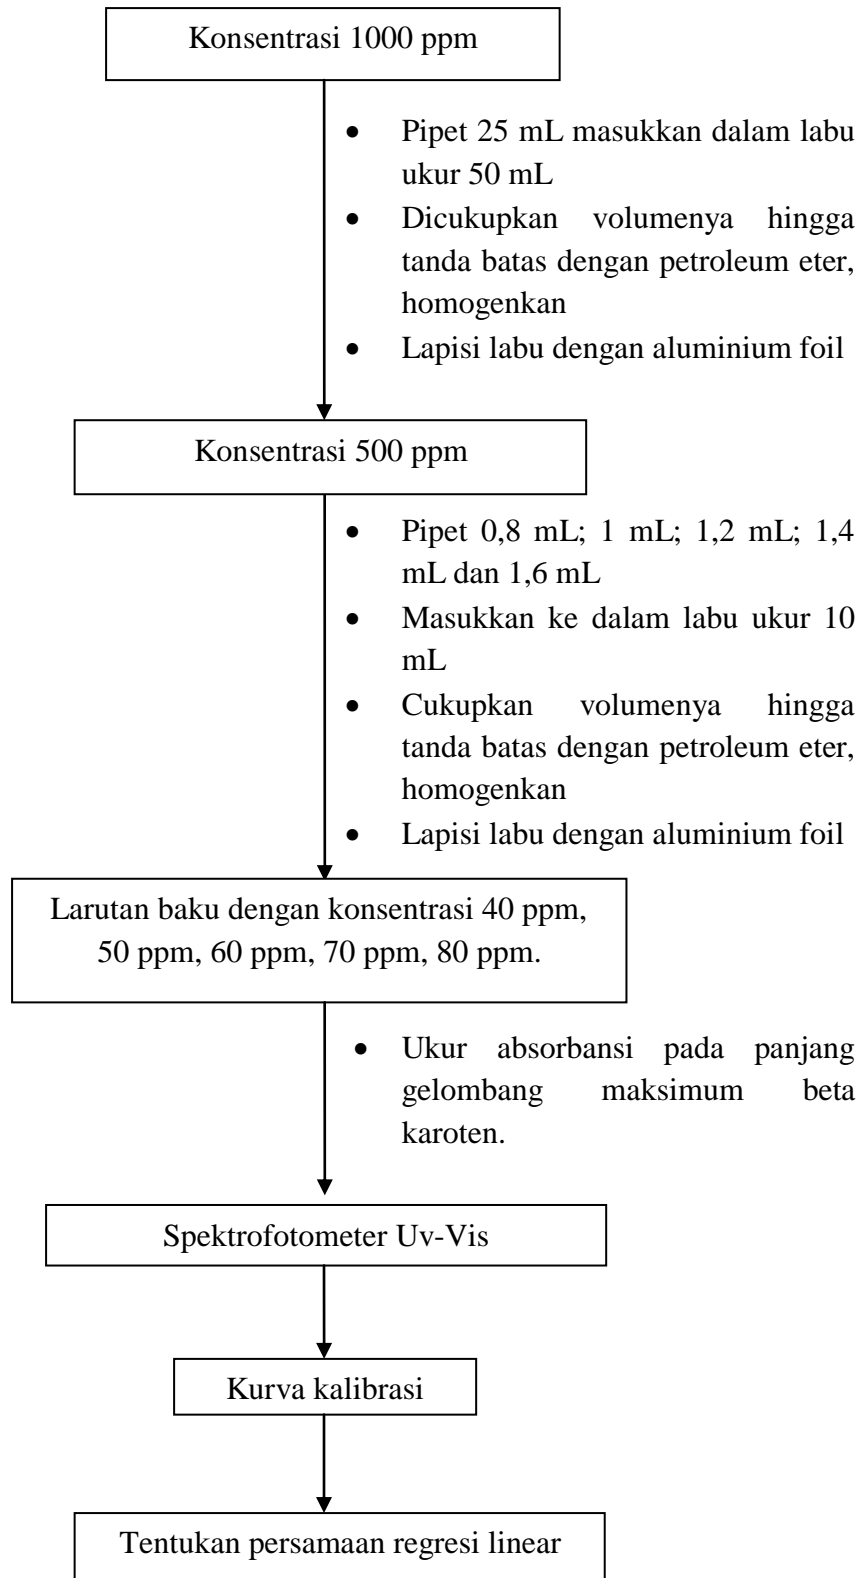 Konsentrasi 1000 ppm
• Pipet 25 mL masukkan dalam labu
ukur 50 mL
• Dicukupkan volumenya hingga
tanda batas dengan petroleum eter,
homogenkan
• Lapisi labu dengan aluminium foil
Konsentrasi 500 ppm
• Pipet 0,8 mL; 1 mL; 1,2 mL; 1,4
mL dan 1,6 mL
• Masukkan ke dalam labu ukur 10
mL
• Cukupkan volumenya hingga
tanda batas dengan petroleum eter,
homogenkan
• Lapisi labu dengan aluminium foil
Larutan baku dengan konsentrasi 40 ppm,
50 ppm, 60 ppm, 70 ppm, 80 ppm.
• Ukur absorbansi pada panjang
gelombang maksimum beta
karoten.
Spektrofotometer Uv-Vis
Kurva kalibrasi
Tentukan persamaan regresi linear